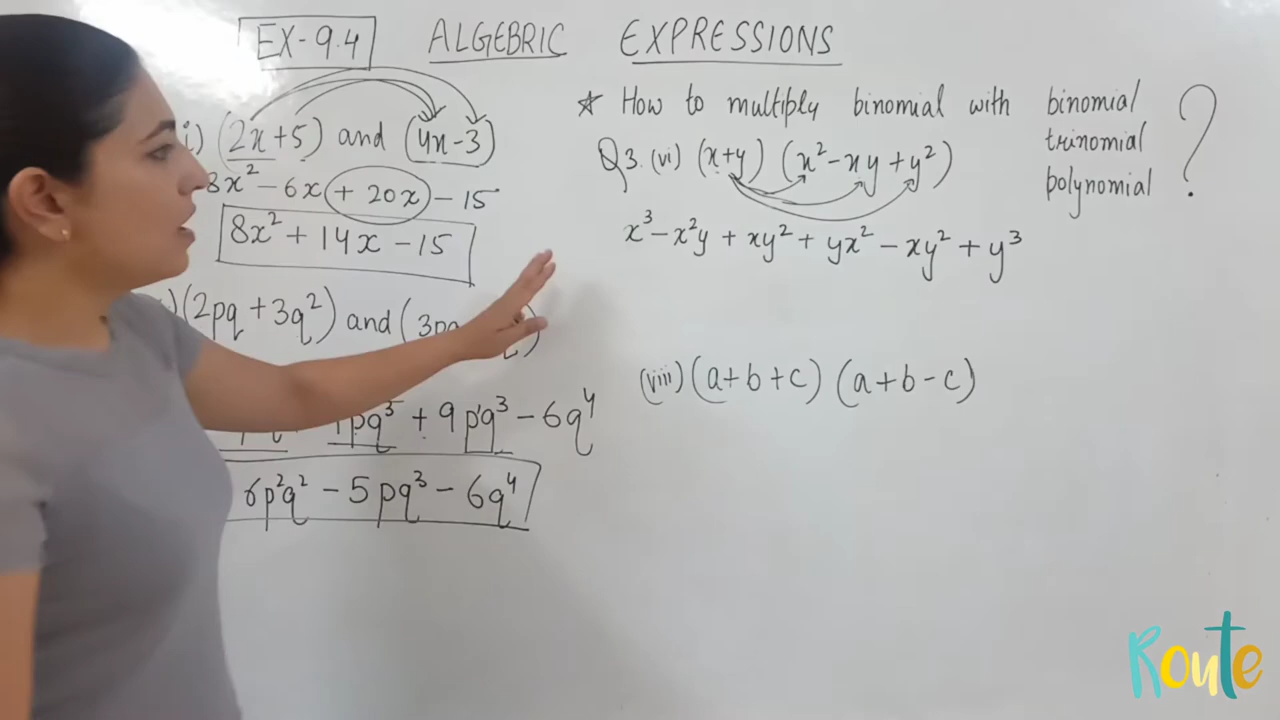 EX-9.4 ALGEBRIC EXPRESSIONS
i) (2x+5) and (4x-3)
8x² - 6x + 20x - 15
8x² + 14x - 15
(2pq + 3q²) and (3pq
pq³ + 9pq³ - 6q⁴
6p²q² - 5pq³ - 6q⁴
☆ How to multiply binomial with binomial
trinomial
polynomial ?
Q3. (vi) (x+y) (x²-xy+y²)
x³ - x²y + xy² + yx² - xy² + y³
(viii) (a+b+c) (a+b-c)
Route